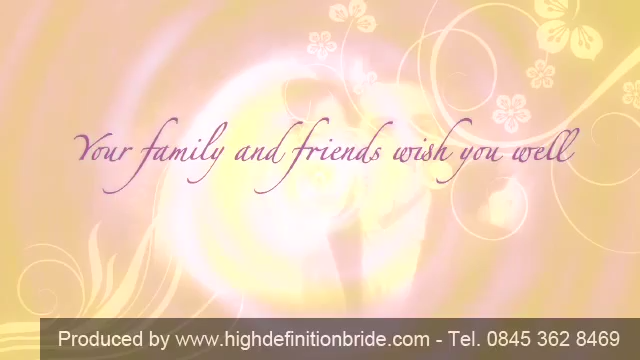 Your family and friends wish you well
Produced by www.highdefinitionbride.com - Tel. 0845 362 8469